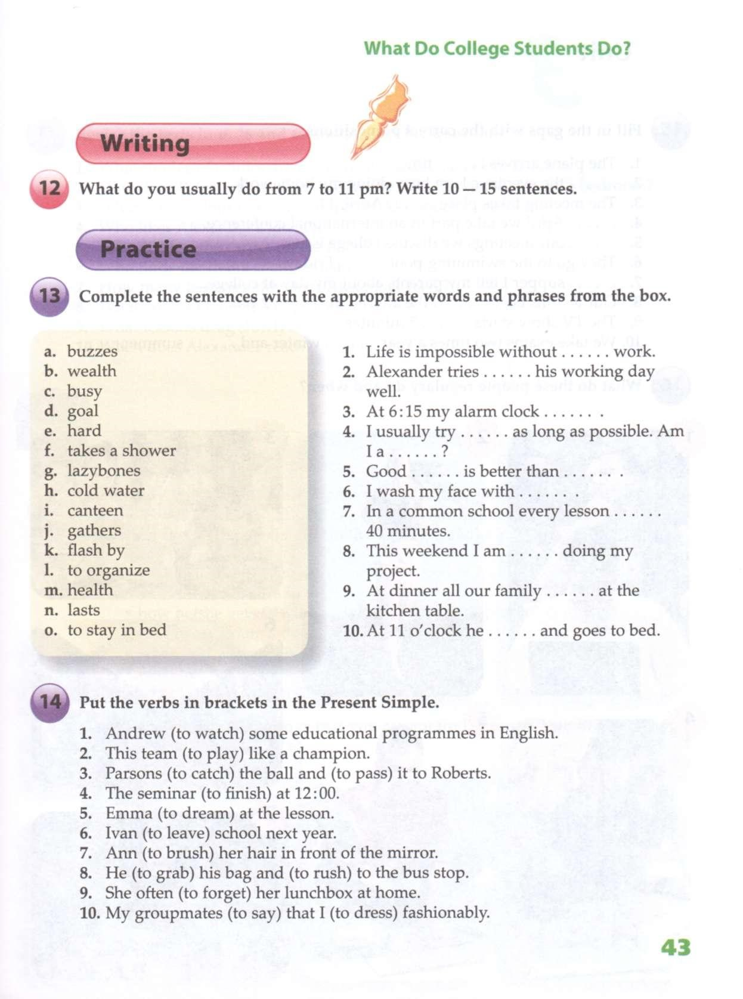 What Do College Students Do?
Writing
12 What do you usually do from 7 to 11 pm? Write 10 – 15 sentences.
Practice
13 Complete the sentences with the appropriate words and phrases from the box.
a. buzzes
b. wealth
c. busy
d. goal
e. hard
f. takes a shower
g. lazybones
h. cold water
i. canteen
j. gathers
k. flash by
l. to organize
m. health
n. lasts
o. to stay in bed
1. Life is impossible without . . . . . . work.
2. Alexander tries . . . . . . his working day
well.
3. At 6:15 my alarm clock . . . . . . .
4. I usually try . . . . . . as long as possible. Am
I a . . . . . . ?
5. Good . . . . . . is better than . . . . . . .
6. I wash my face with . . . . . . .
7. In a common school every lesson . . . . . .
40 minutes.
8. This weekend I am . . . . . . doing my
project.
9. At dinner all our family . . . . . . at the
kitchen table.
10. At 11 o'clock he . . . . . . and goes to bed.
14 Put the verbs in brackets in the Present Simple.
1. Andrew (to watch) some educational programmes in English.
2. This team (to play) like a champion.
3. Parsons (to catch) the ball and (to pass) it to Roberts.
4. The seminar (to finish) at 12:00.
5. Emma (to dream) at the lesson.
6. Ivan (to leave) school next year.
7. Ann (to brush) her hair in front of the mirror.
8. He (to grab) his bag and (to rush) to the bus stop.
9. She often (to forget) her lunchbox at home.
10. My groupmates (to say) that I (to dress) fashionably.
43